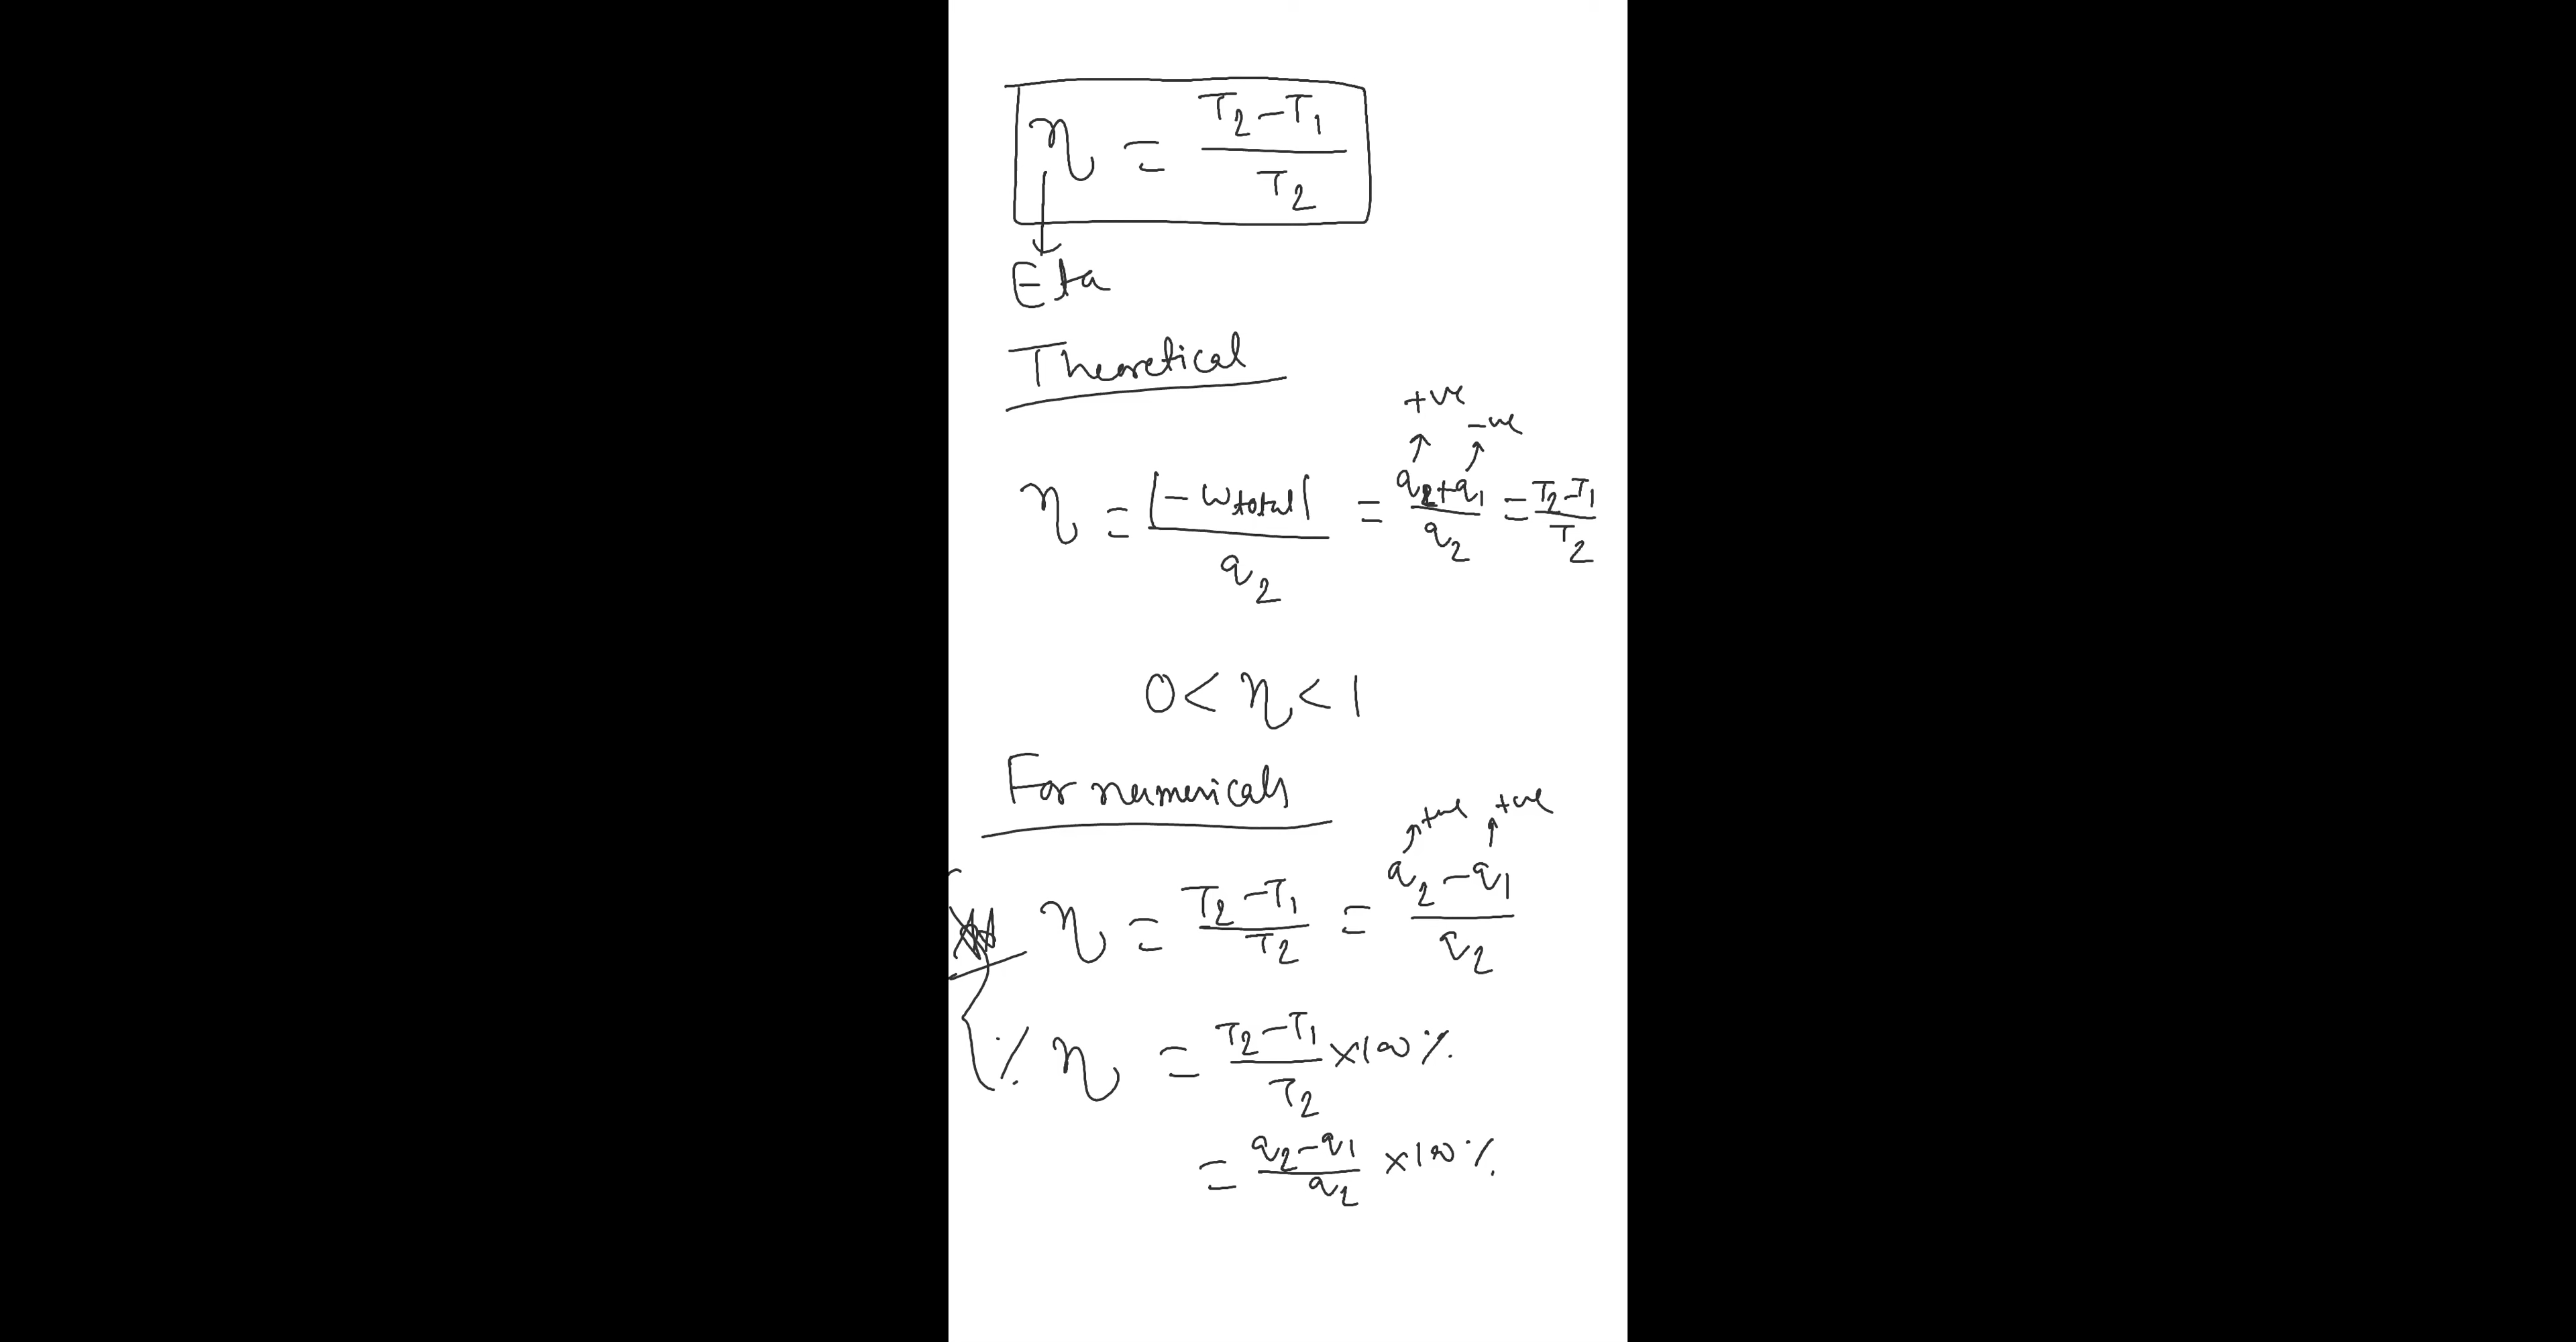 η = (T₂ − T₁) / T₂
↓
Eta
Theoretical
+ve
−ve
η = |−w total| / q₂ = (q₂ + q₁) / q₂ = (T₂ − T₁) / T₂
0 < η < 1
For numericals
+ve +ve
η = (T₂ − T₁) / T₂ = (q₂ − q₁) / q₂
% η = (T₂ − T₁) / T₂ × 100 %
= (q₂ − q₁) / q₂ × 100 %